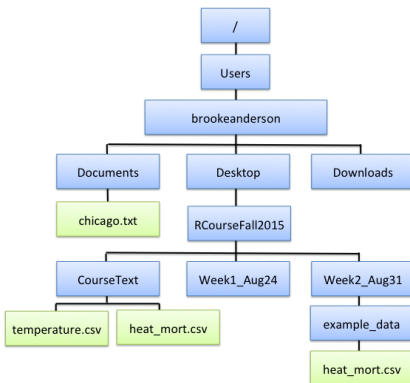 /
Users
brookeanderson
Documents
Desktop
Downloads
chicago.txt
RCourseFall2015
CourseText
Week1_Aug24
Week2_Aug31
temperature.csv
heat_mort.csv
example_data
heat_mort.csv